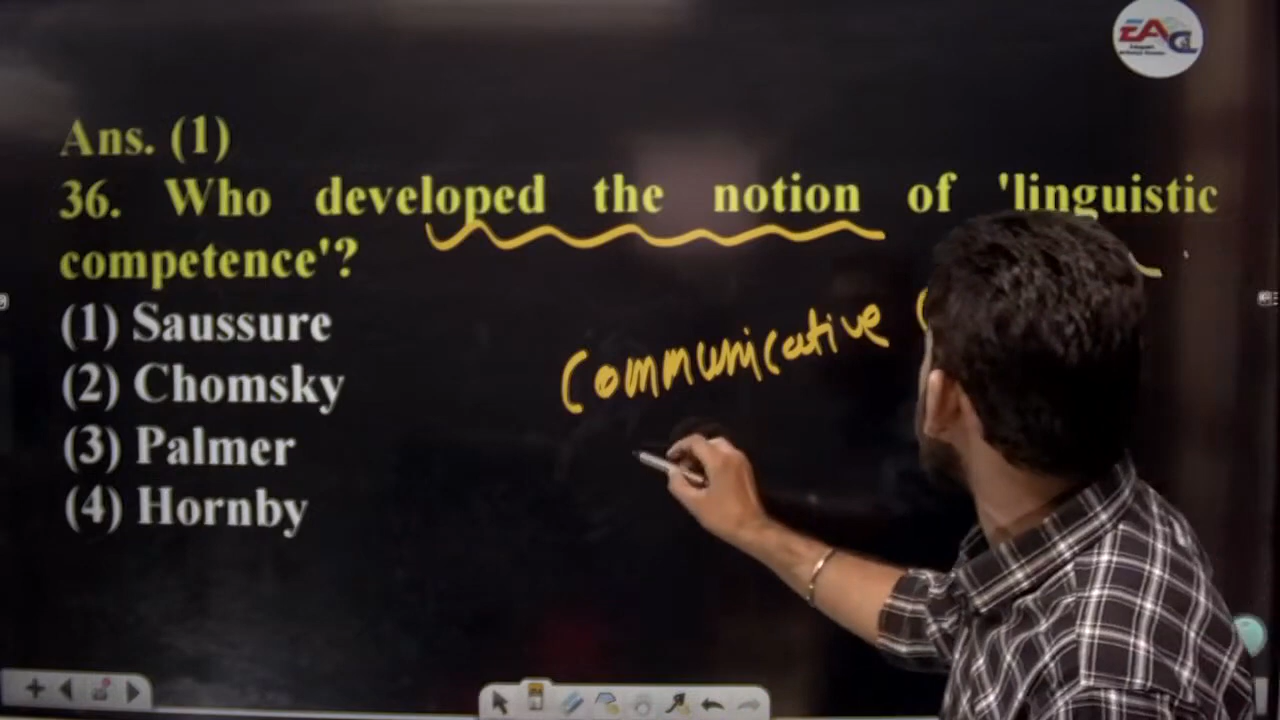 EACL
Ans. (1)
36. Who developed the notion of 'linguistic
competence'?
(1) Saussure
(2) Chomsky
(3) Palmer
(4) Hornby
Communicative